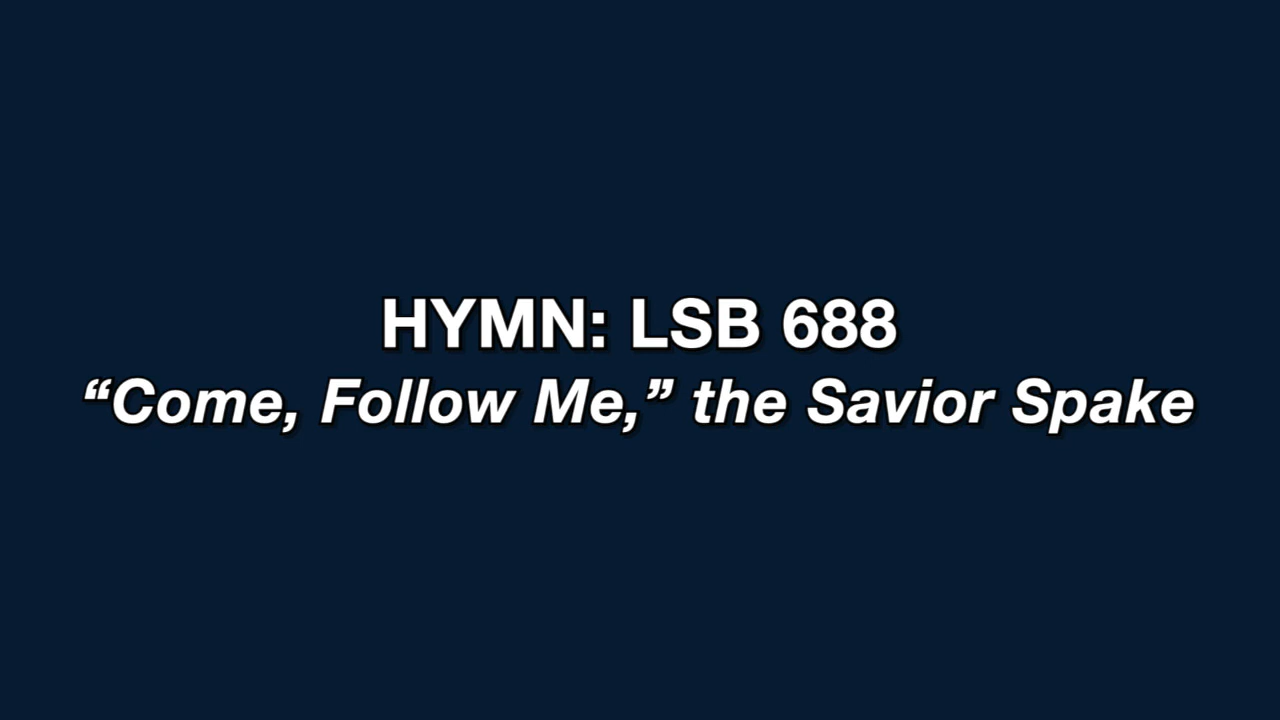 HYMN: LSB 688
“Come, Follow Me,” the Savior Spake